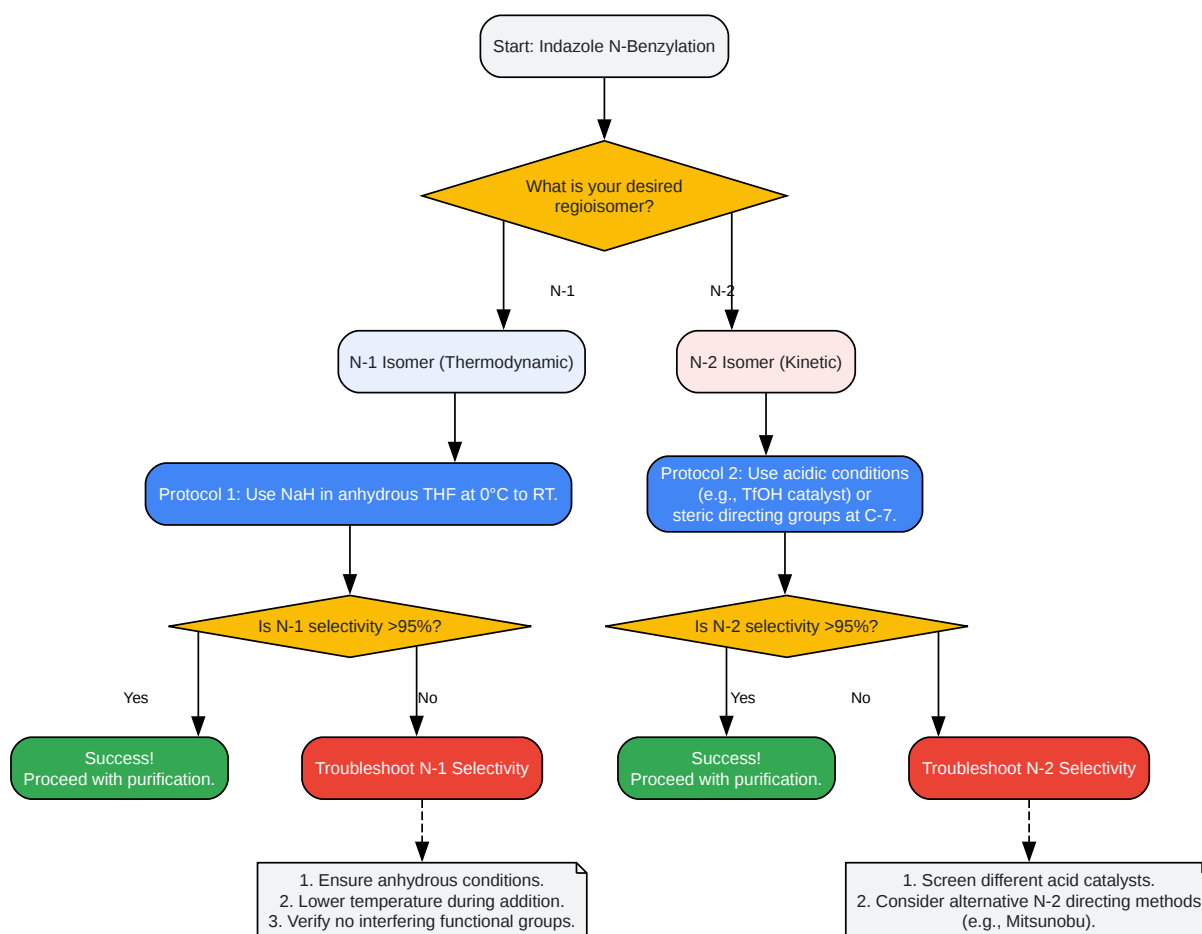 Start: Indazole N-Benzylation
What is your desired
regioisomer?
N-1
N-2
N-1 Isomer (Thermodynamic)
N-2 Isomer (Kinetic)
Protocol 1: Use NaH in anhydrous THF at 0°C to RT.
Protocol 2: Use acidic conditions
(e.g., TfOH catalyst) or
steric directing groups at C-7.
Is N-1 selectivity >95%?
Is N-2 selectivity >95%?
Yes
No
Yes
No
Success!
Proceed with purification.
Troubleshoot N-1 Selectivity
Success!
Proceed with purification.
Troubleshoot N-2 Selectivity
1. Ensure anhydrous conditions.
2. Lower temperature during addition.
3. Verify no interfering functional groups.
1. Screen different acid catalysts.
2. Consider alternative N-2 directing methods
(e.g., Mitsunobu).